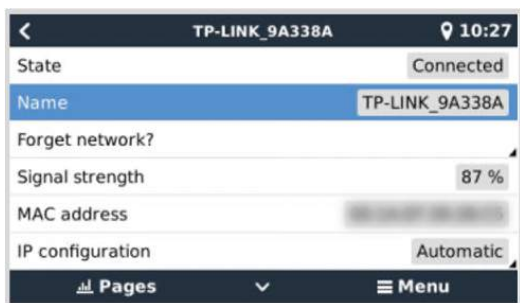 TP-LINK_9A338A 10:27
State Connected
Name TP-LINK_9A338A
Forget network?
Signal strength 87 %
MAC address
IP configuration Automatic
Pages Menu